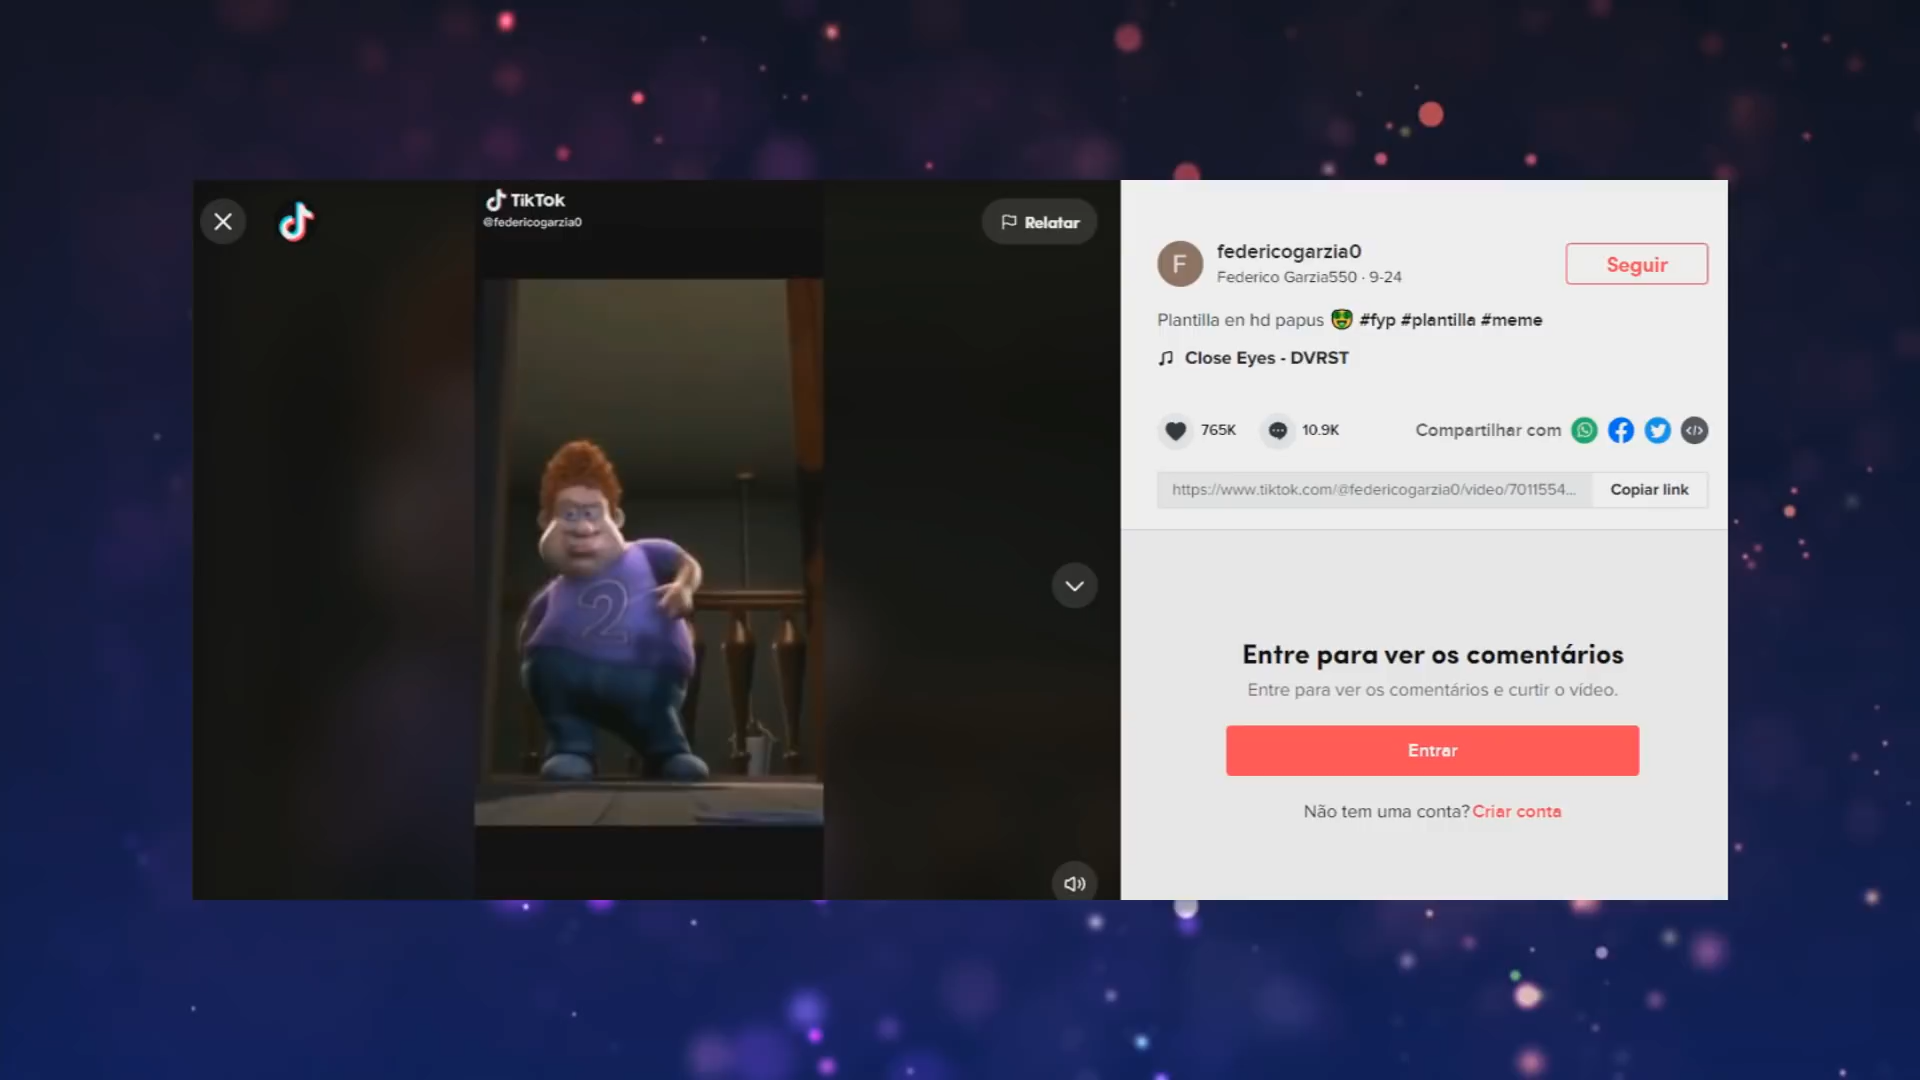 TikTok
@federicogarzia0
Relatar
2
F
federicogarzia0
Federico Garzia550 · 9-24
Seguir
Plantilla en hd papus 🤑 #fyp #plantilla #meme
Close Eyes - DVRST
765K
10.9K
Compartilhar com
https://www.tiktok.com/@federicogarzia0/video/7011554...
Copiar link
Entre para ver os comentários
Entre para ver os comentários e curtir o vídeo.
Entrar
Não tem uma conta? Criar conta